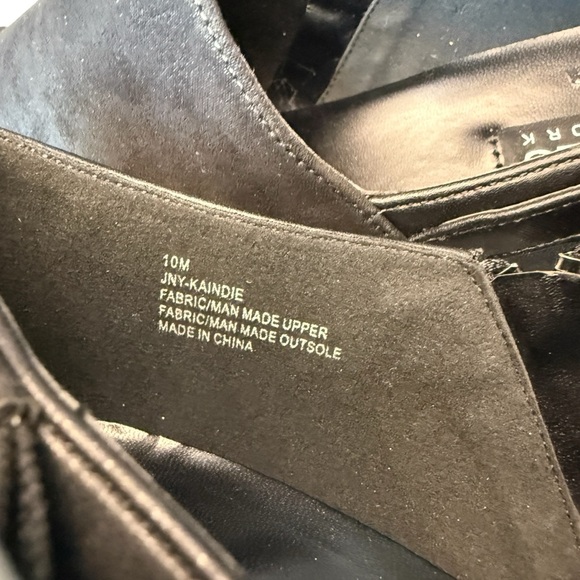 10M
JNY-KAINDIE
FABRIC/MAN MADE UPPER
FABRIC/MAN MADE OUTSOLE
MADE IN CHINA